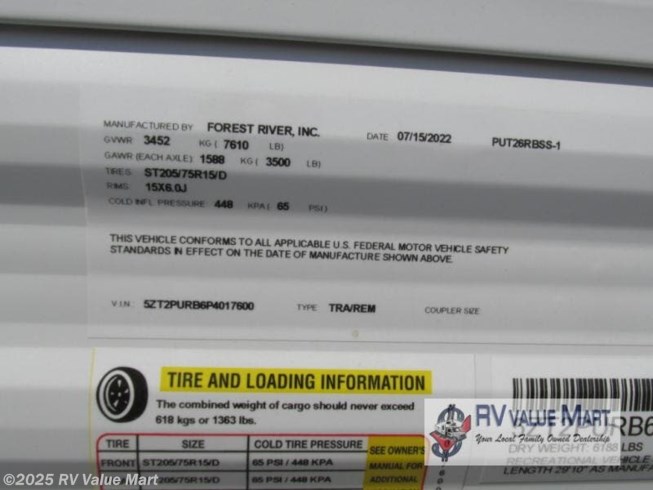 MANUFACTURED BY FOREST RIVER, INC. DATE 07/15/2022 PUT26RBSS-1
GVWR 3452 KG ( 7610 LB)
GAWR (EACH AXLE) 1588 KG ( 3500 LB)
TIRES ST205/75R15/D
RIMS 15X6.0J
COLD INFL PRESSURE 448 KPA ( 65 PSI)
THIS VEHICLE CONFORMS TO ALL APPLICABLE U.S. FEDERAL MOTOR VEHICLE SAFETY
STANDARDS IN EFFECT ON THE DATE OF MANUFACTURE SHOWN ABOVE.
V.I.N.: 5ZT2PURB6P4017600 TYPE TRA/REM COUPLER SIZE
TIRE AND LOADING INFORMATION
The combined weight of cargo should never exceed
618 kgs or 1363 lbs.
TIRE SIZE COLD TIRE PRESSURE
SEE OWNER'S
MANUAL FOR
ADDITIONAL
FRONT ST205/75R15/D 65 PSI / 448 KPA
205/75R15/D 65 PSI / 448 KPA
RV VALUE MART
Your Local Family Owned Dealership
DRY WEIGHT: 6188 LBS
RECREATIONAL VEHICLE
LENGTH 29'10" AS MANUFA
©2025 RV Value Mart